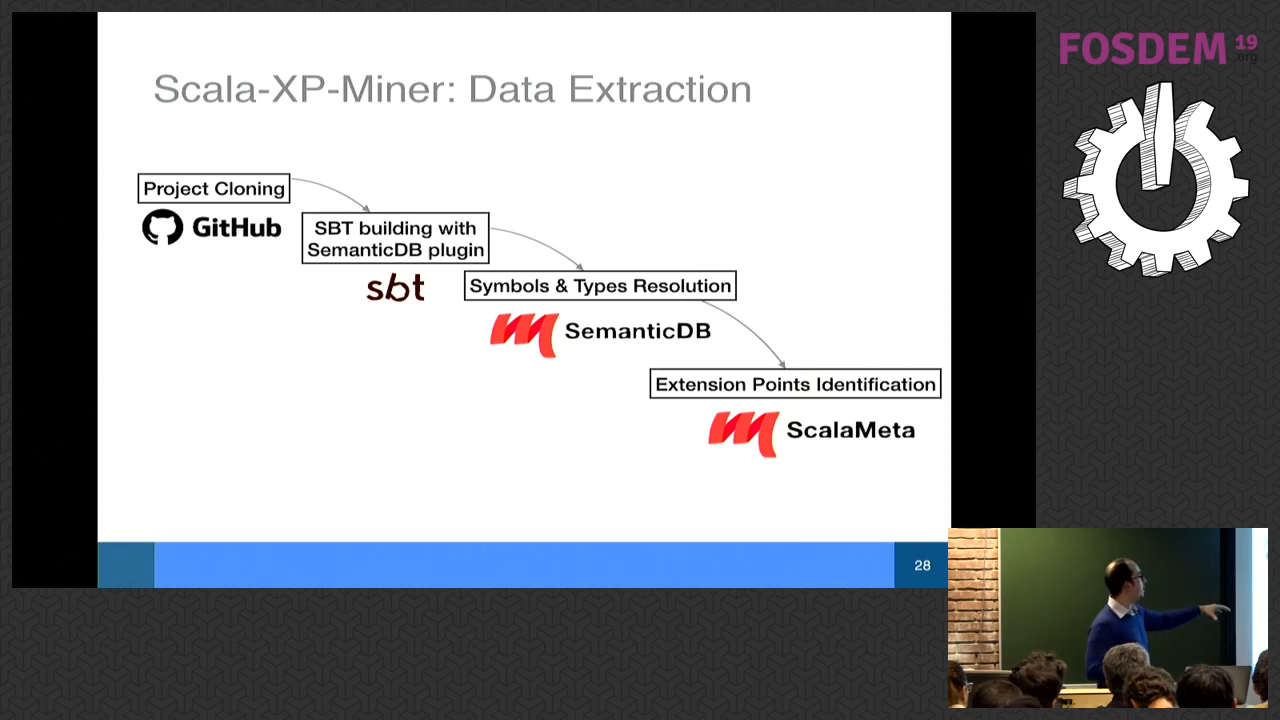 Scala-XP-Miner: Data Extraction
Project Cloning
GitHub
SBT building with
SemanticDB plugin
sbt
Symbols & Types Resolution
SemanticDB
Extension Points Identification
ScalaMeta
28
FOSDEM 19
.org